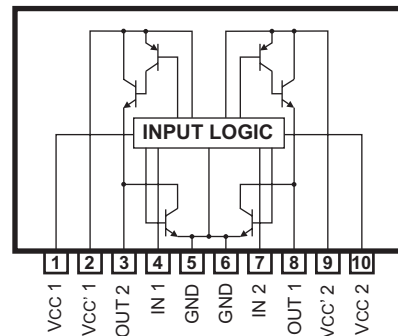 INPUT LOGIC
1 2 3 4 5 6 7 8 9 10
VCC 1
VCC' 1
OUT 2
IN 1
GND
GND
IN 2
OUT 1
VCC' 2
VCC 2